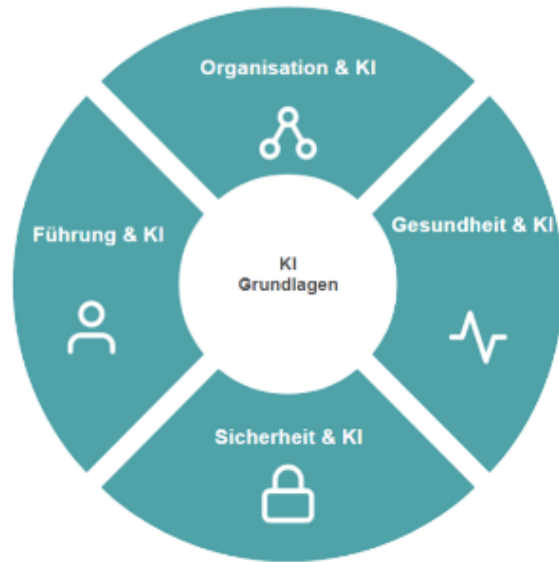 Organisation & KI
Führung & KI
Gesundheit & KI
KI
Grundlagen
Sicherheit & KI